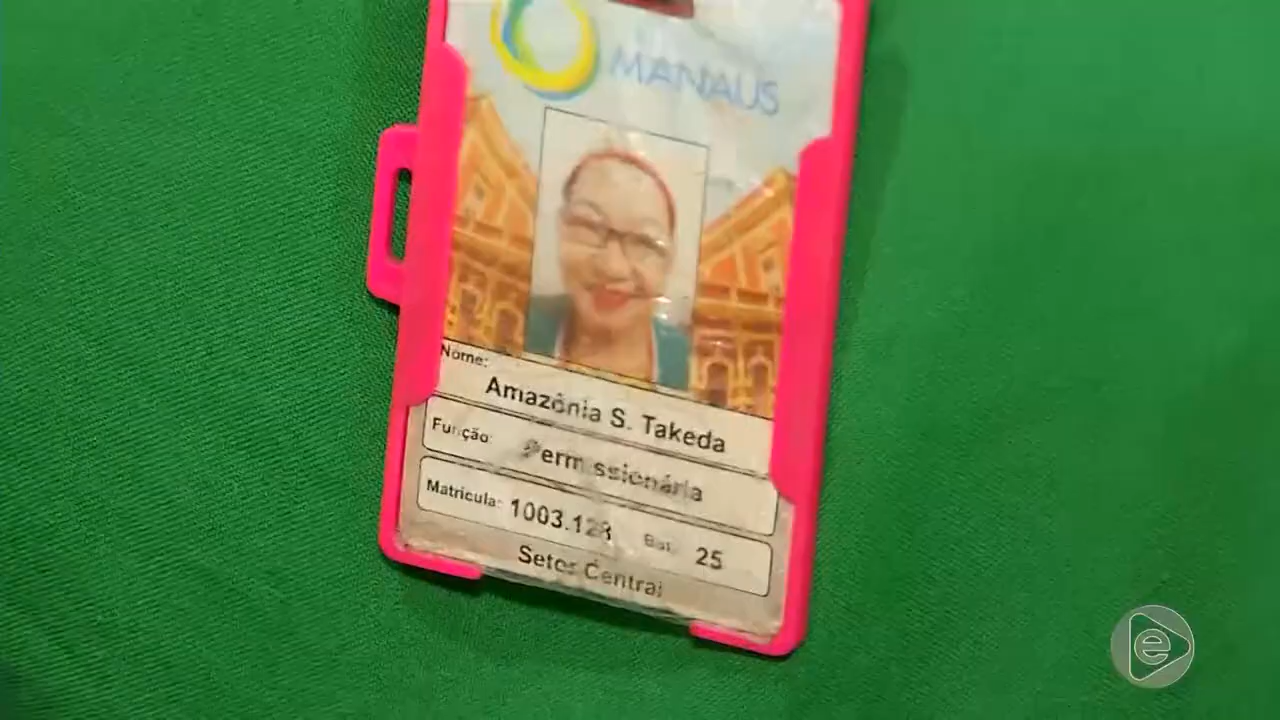 MANAUS
Nome:
Amazônia S. Takeda
Função: Permissionária
Matrícula: 1003.128 25
Setor Central
e